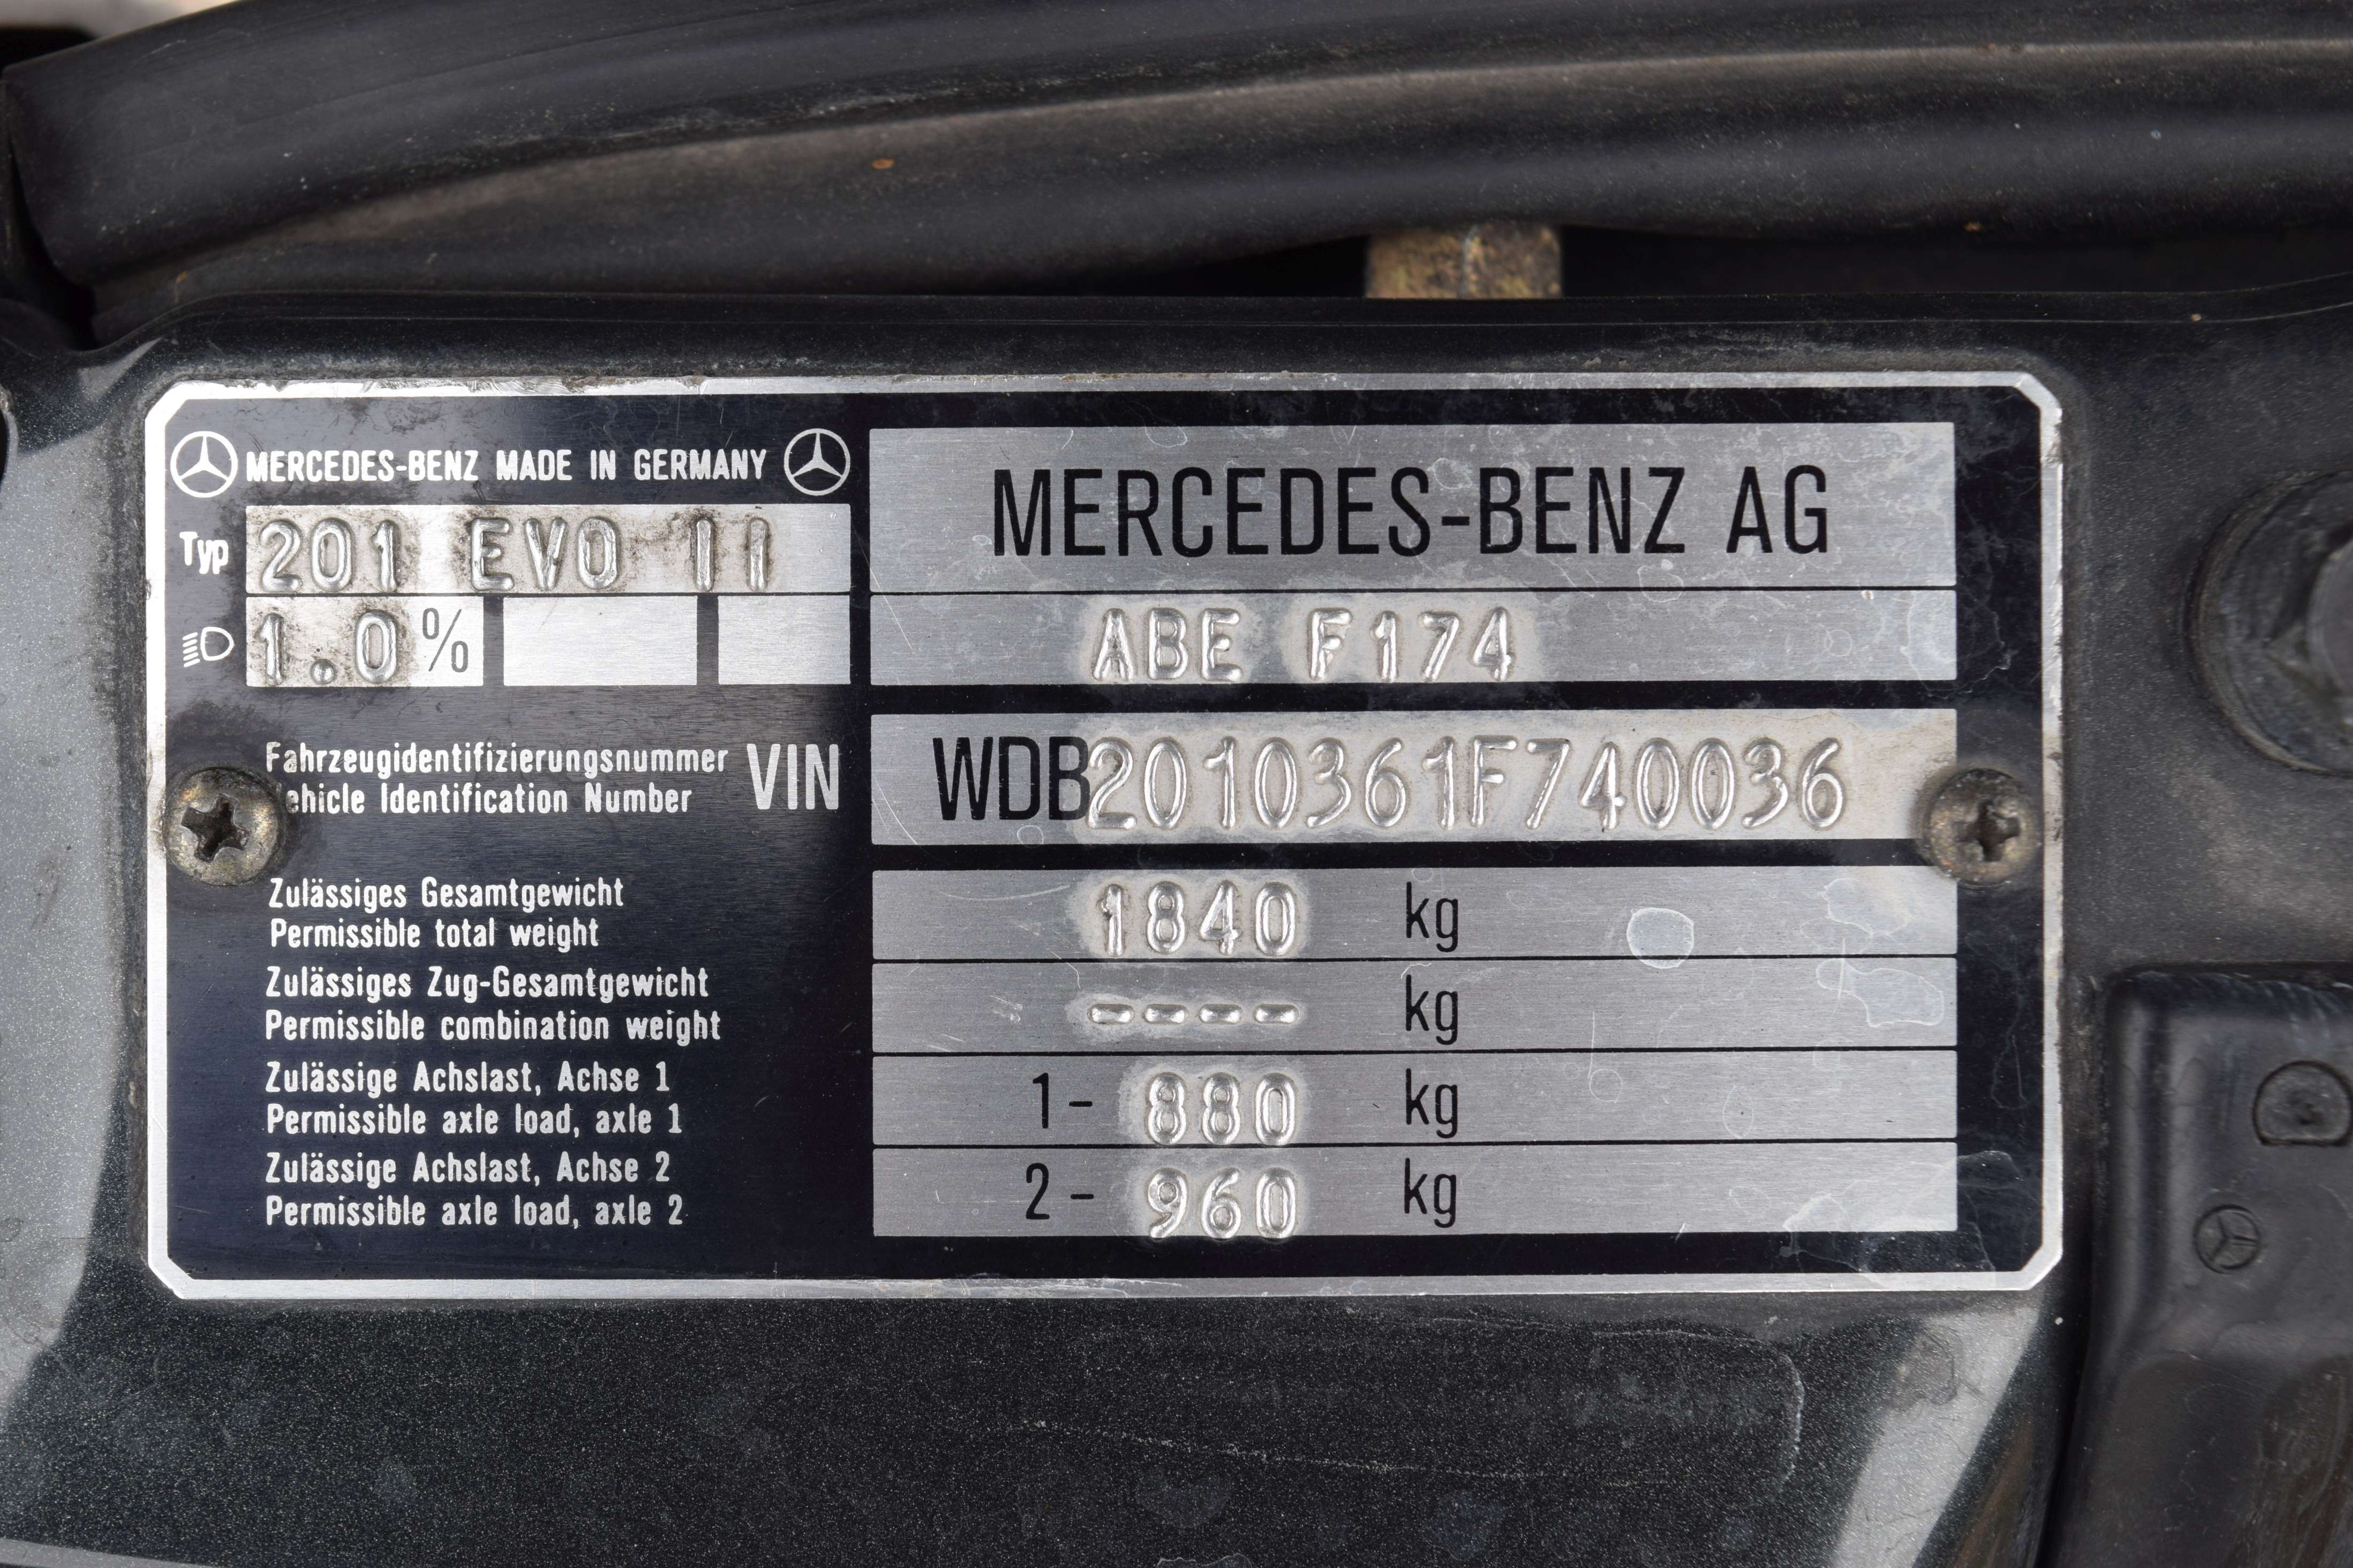 MERCEDES-BENZ MADE IN GERMANY
Typ 201 EVO II
1.0 %
MERCEDES-BENZ AG
ABE F174
Fahrzeugidentifizierungsnummer
Vehicle Identification Number
VIN
WDB2010361F740036
Zulässiges Gesamtgewicht
Permissible total weight
1840 kg
Zulässiges Zug-Gesamtgewicht
Permissible combination weight
---- kg
Zulässige Achslast, Achse 1
Permissible axle load, axle 1
1- 880 kg
Zulässige Achslast, Achse 2
Permissible axle load, axle 2
2- 960 kg